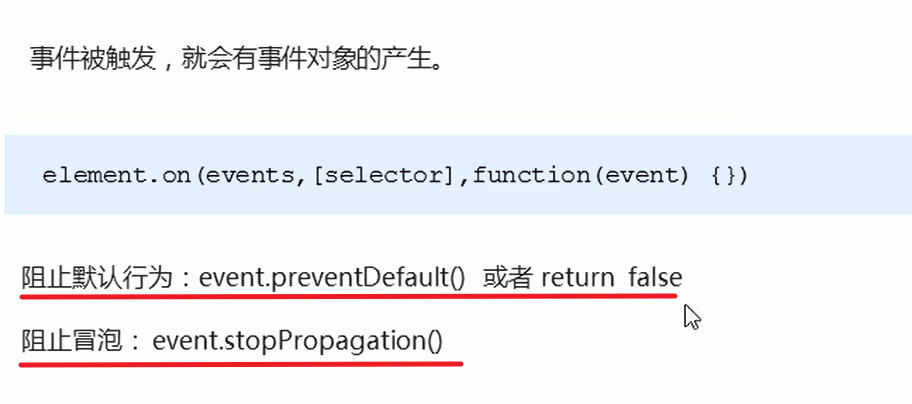 事件被触发，就会有事件对象的产生。
element.on(events,[selector],function(event) {})
阻止默认行为：event.preventDefault() 或者 return false
阻止冒泡： event.stopPropagation()